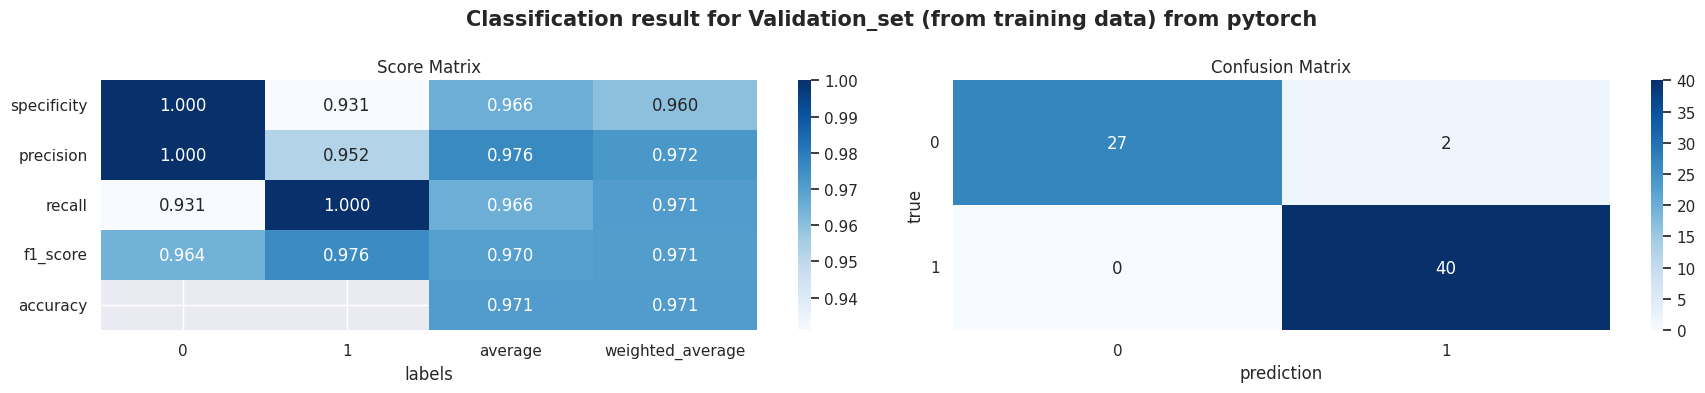 Classification result for Validation_set (from training data) from pytorch
Score Matrix
specificity 1.000 0.931 0.966 0.960
precision 1.000 0.952 0.976 0.972
recall 0.931 1.000 0.966 0.971
f1_score 0.964 0.976 0.970 0.971
accuracy 0.971 0.971
0 1 average weighted_average
labels
1.00
0.99
0.98
0.97
0.96
0.95
0.94
Confusion Matrix
true
0 27 2
1 0 40
0 1
prediction
40
35
30
25
20
15
10
5
0